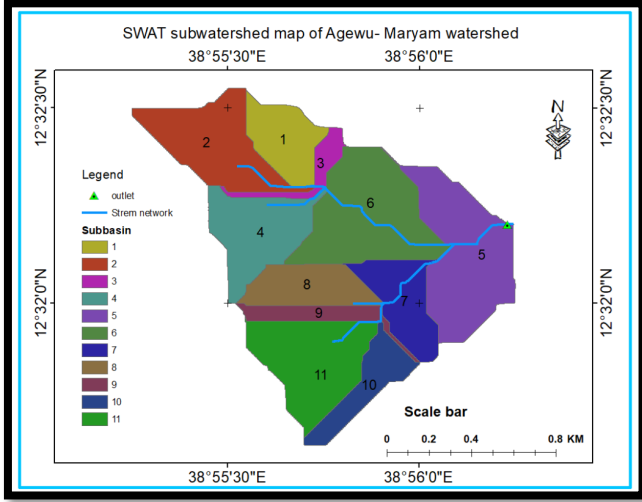 SWAT subwatershed map of Agewu- Maryam watershed
38°55'30"E 38°56'0"E
12°32'30"N 12°32'30"N
N
2 1 3
Legend
outlet
Strem network
Subbasin
1
2
3
4
5
6
7
8
9
10
11
6
4 5
8 7
9
11 10
12°32'0"N 12°32'0"N
Scale bar
0 0.2 0.4 0.8 KM
38°55'30"E 38°56'0"E